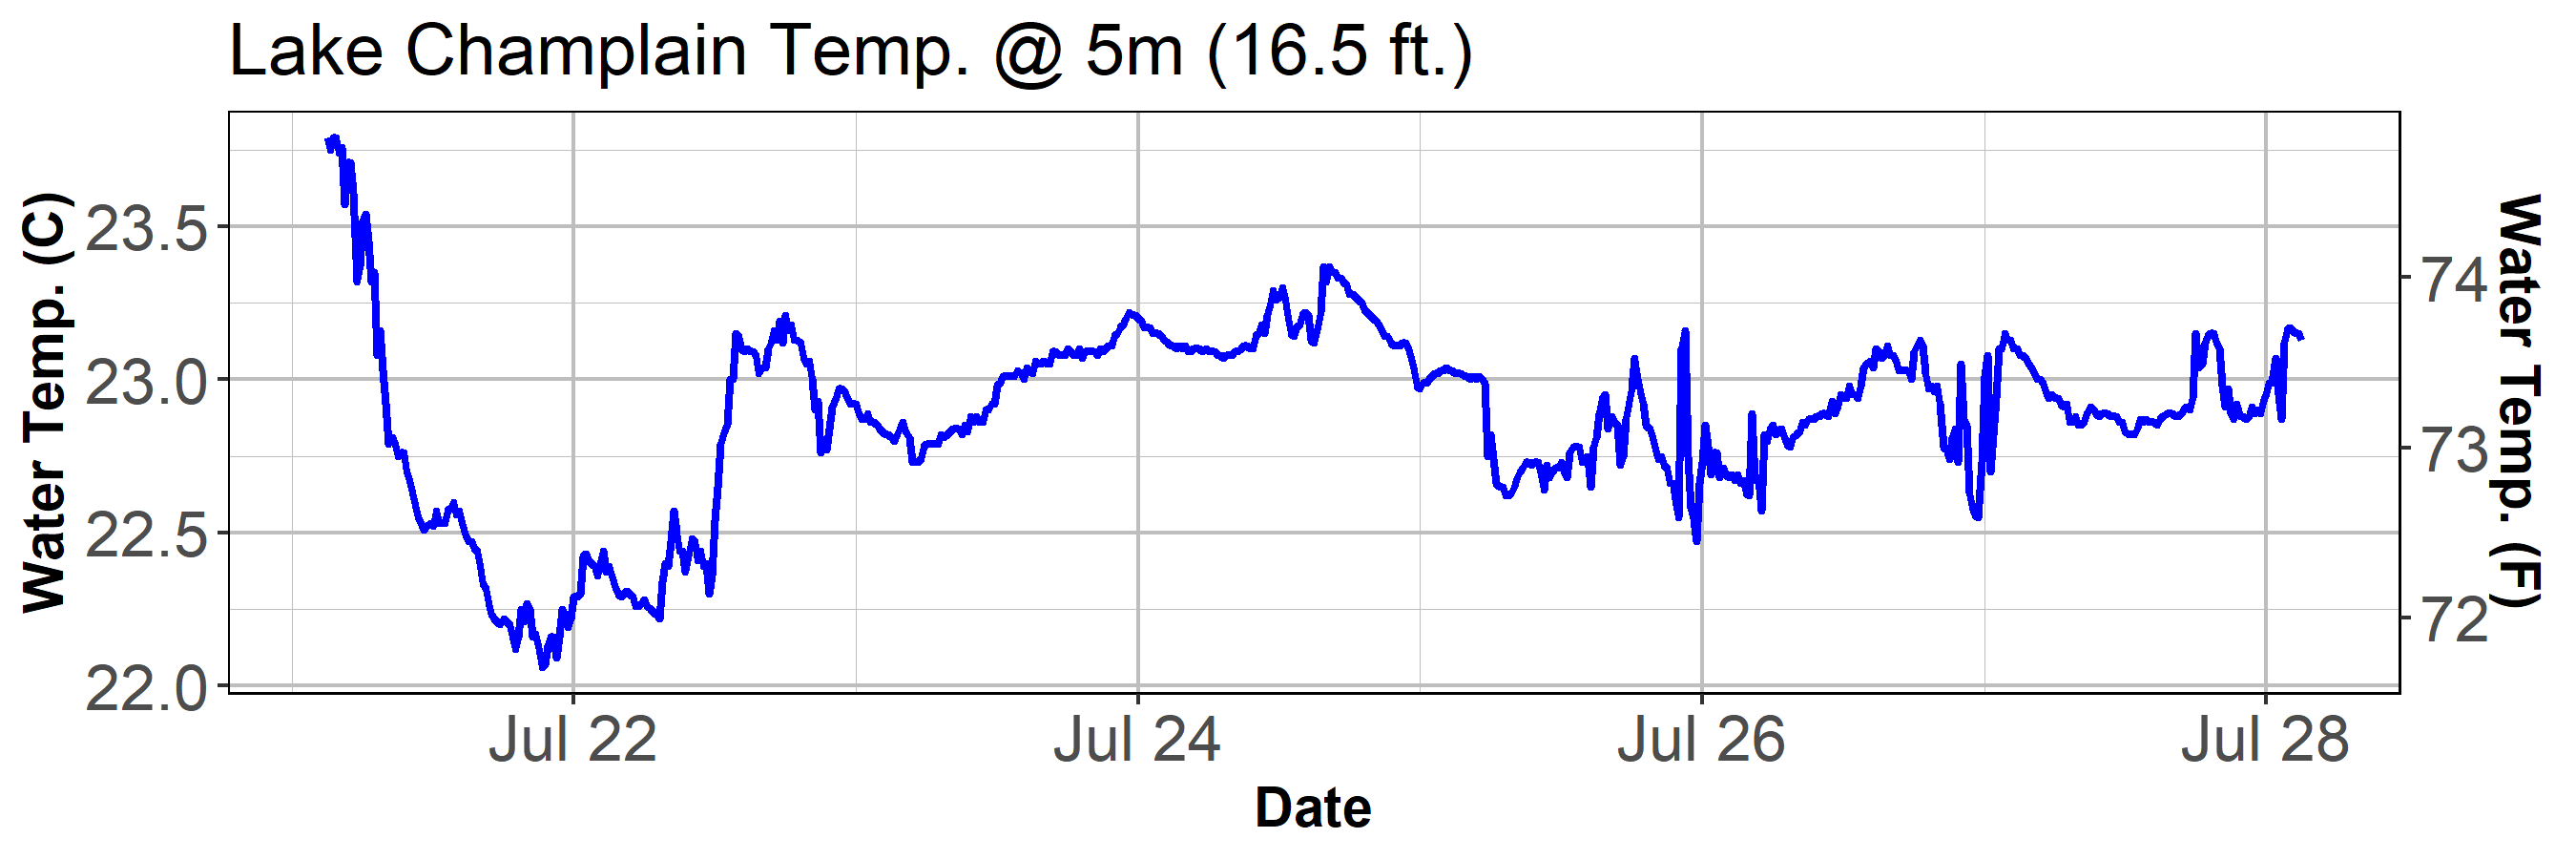 Lake Champlain Temp. @ 5m (16.5 ft.)
Water Temp. (C)
23.5
23.0
22.5
22.0
74
73
72
Water Temp. (F)
Jul 22
Jul 24
Jul 26
Jul 28
Date